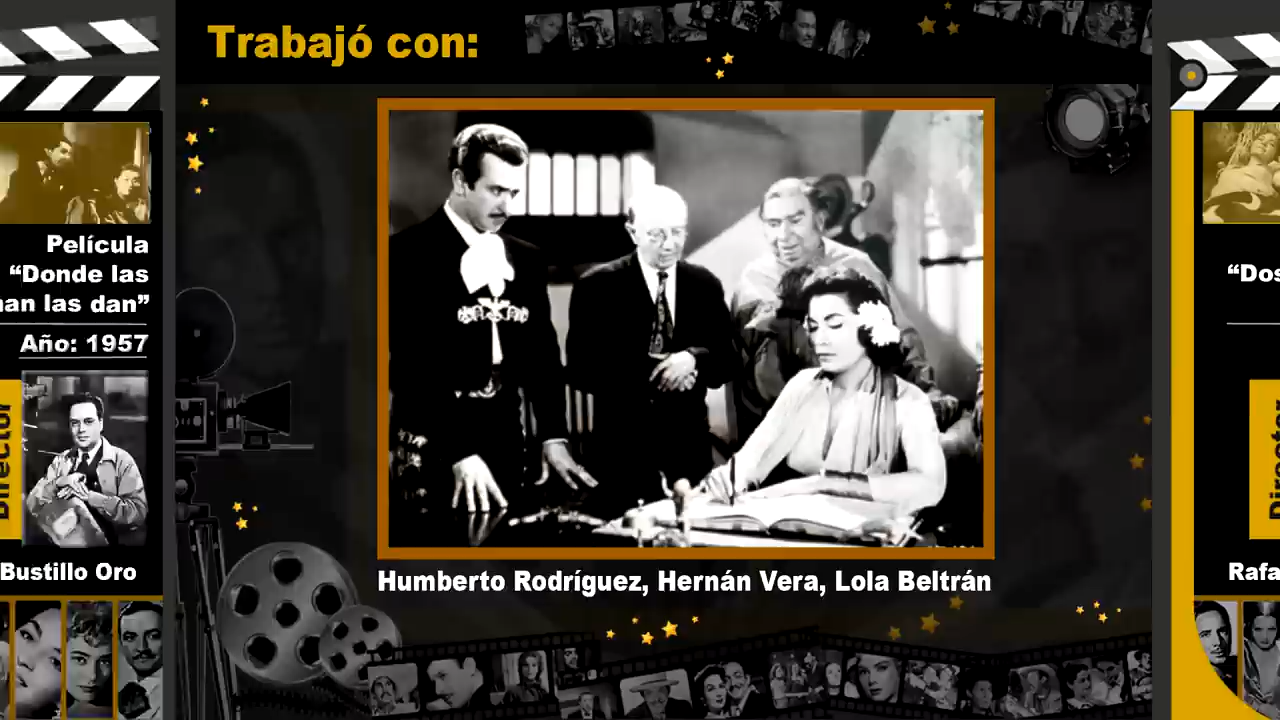 Trabajó con:
Película
“Donde las
an las dan”
Año: 1957
Director
Bustillo Oro
Humberto Rodríguez, Hernán Vera, Lola Beltrán
“Dos
Director
Rafa